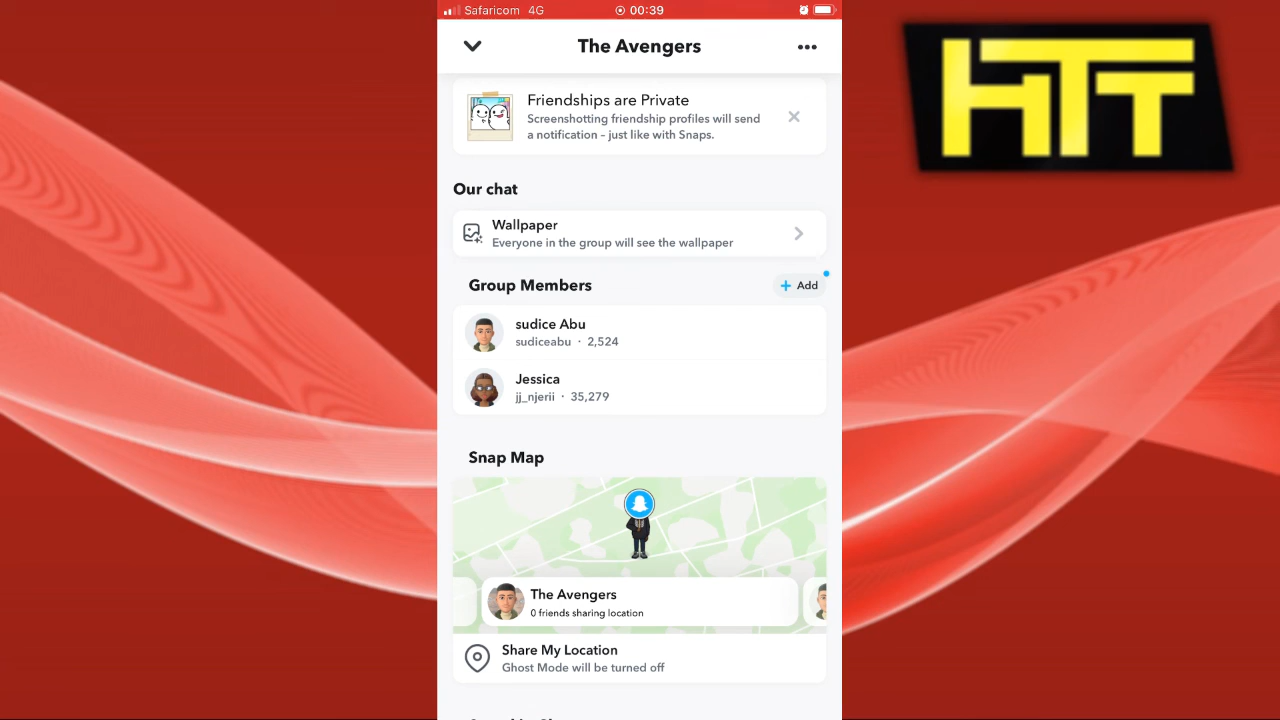 Safaricom 4G 00:39
The Avengers
Friendships are Private
Screenshotting friendship profiles will send
a notification – just like with Snaps.
Our chat
Wallpaper
Everyone in the group will see the wallpaper
Group Members
+ Add
sudice Abu
sudiceabu · 2,524
Jessica
jj_njerii · 35,279
Snap Map
The Avengers
0 friends sharing location
Share My Location
Ghost Mode will be turned off
HTT